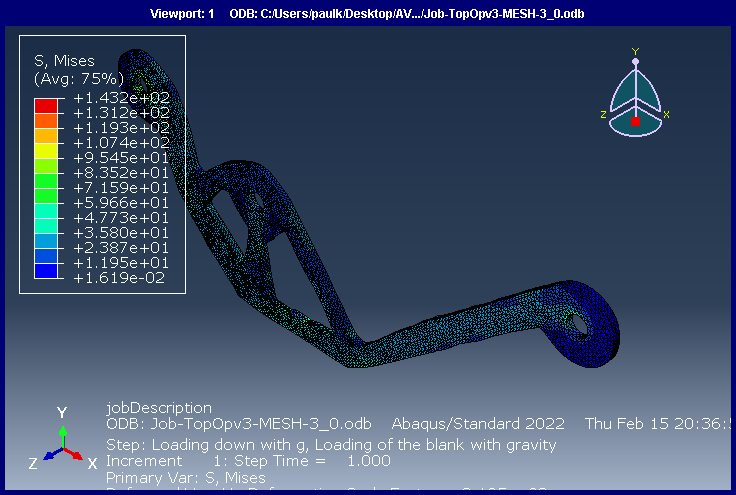 Viewport: 1 ODB: C:/Users/paulk/Desktop/AV.../Job-TopOpv3-MESH-3_0.odb
S, Mises
(Avg: 75%)
+1.432e+02
+1.312e+02
+1.193e+02
+1.074e+02
+9.545e+01
+8.352e+01
+7.159e+01
+5.966e+01
+4.773e+01
+3.580e+01
+2.387e+01
+1.195e+01
+1.619e-02
Y
Z X
Y
Z X
jobDescription
ODB: Job-TopOpv3-MESH-3_0.odb Abaqus/Standard 2022 Thu Feb 15 20:36:
Step: Loading down with g, Loading of the blank with gravity
Increment 1: Step Time = 1.000
Primary Var: S, Mises